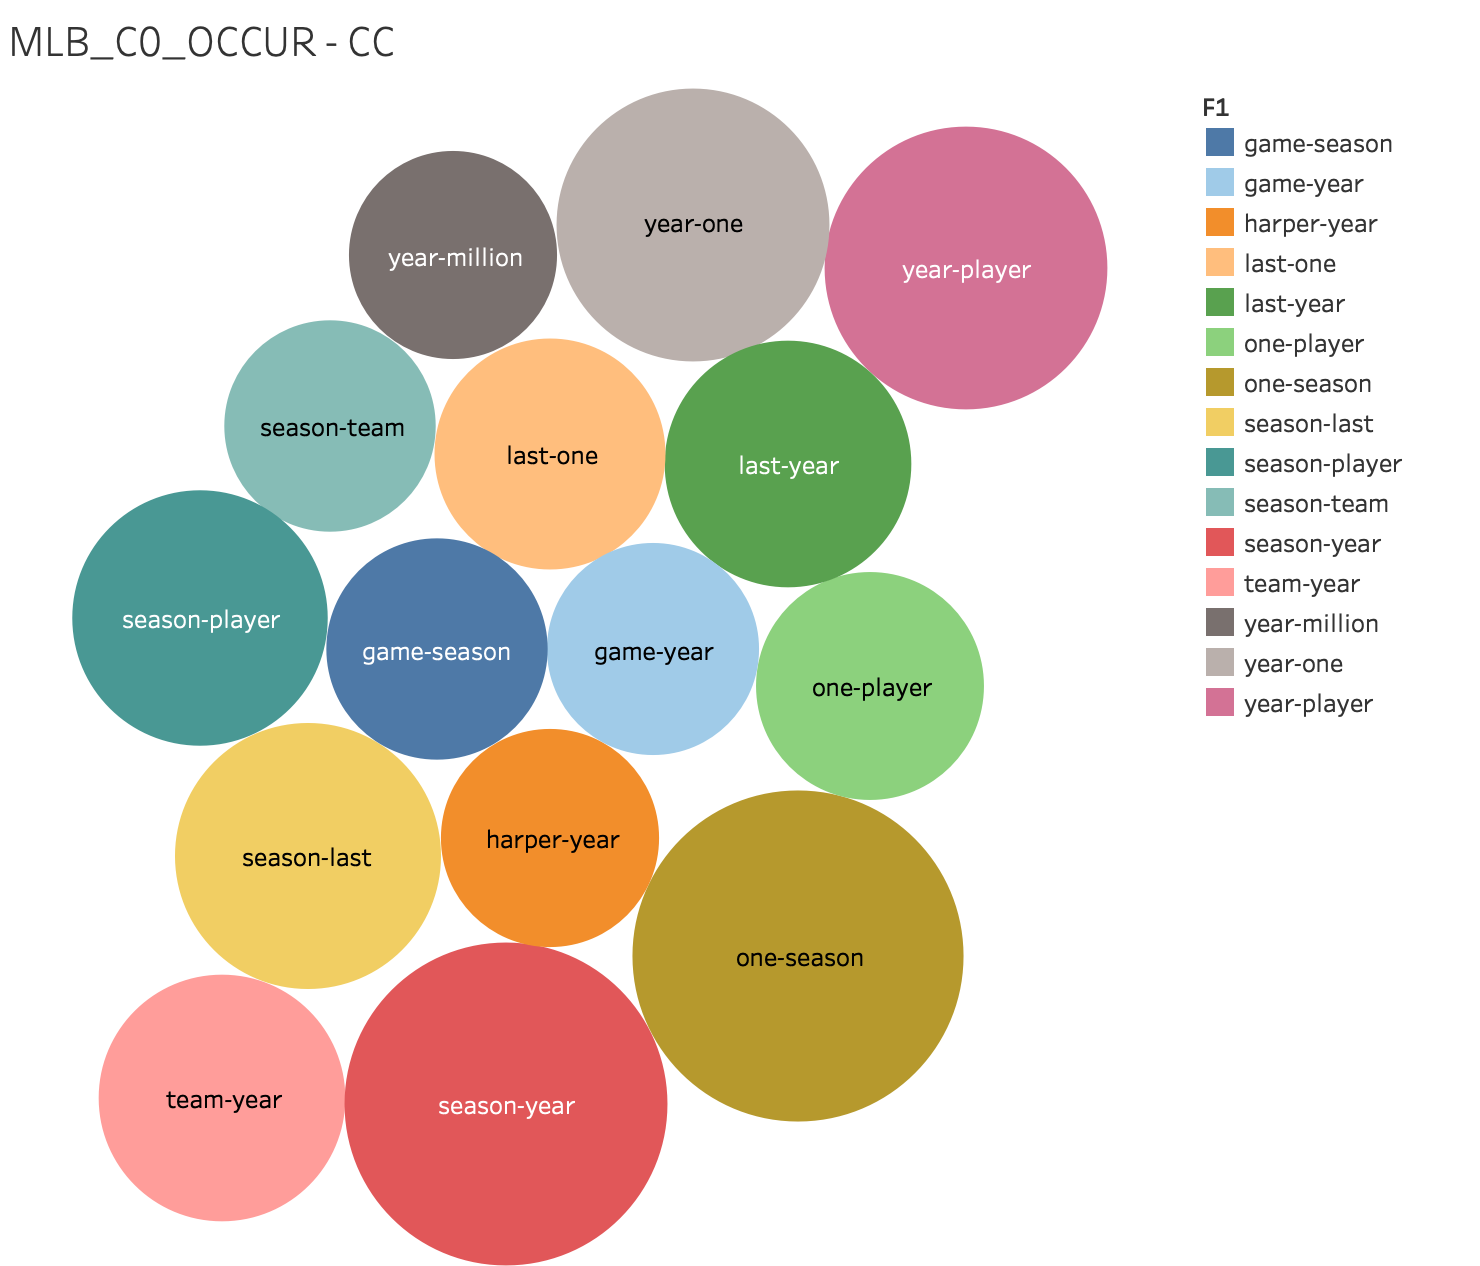 MLB_C0_OCCUR - CC
year-one
year-million
year-player
season-team
last-one
last-year
season-player
game-season
game-year
one-player
season-last
harper-year
one-season
team-year
season-year
F1
game-season
game-year
harper-year
last-one
last-year
one-player
one-season
season-last
season-player
season-team
season-year
team-year
year-million
year-one
year-player